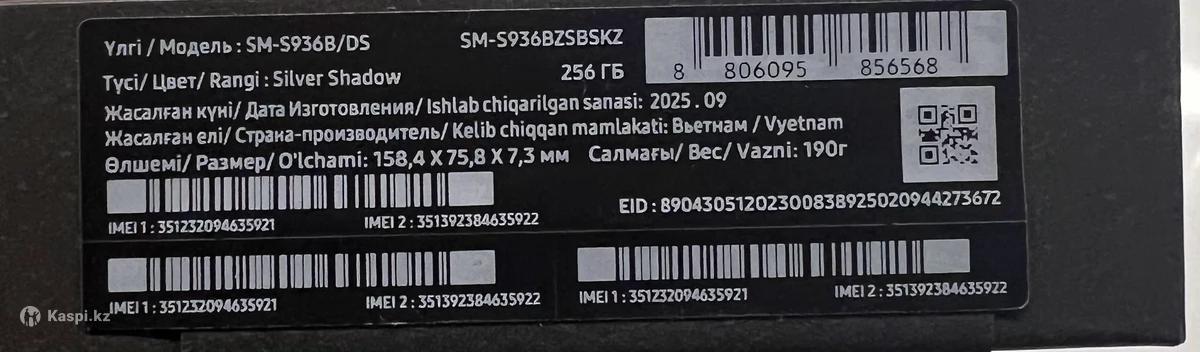 Үлгі / Модель : SM-S936B/DS
SM-S936BZSBSKZ
Түсі/ Цвет/ Rangi : Silver Shadow
256 ГБ
8 806095 856568
Жасалған күні/ Дата Изготовления/ Ishlab chiqarilgan sanasi: 2025 . 09
Жасалған елі/ Страна-производитель/ Kelib chiqqan mamlakati: Вьетнам / Vyetnam
Өлшемі/ Размер/ O'lchami: 158,4 X 75,8 X 7,3 мм Салмағы/ Вес/ Vazni: 190г
IMEI 1 : 351232094635921
IMEI 2 : 351392384635922
EID : 89043051202300838925020944273672
IMEI 1 : 351232094635921
IMEI 2 : 351392384635922
IMEI 1 : 351232094635921
IMEI 2 : 351392384635922
Kaspi.kz